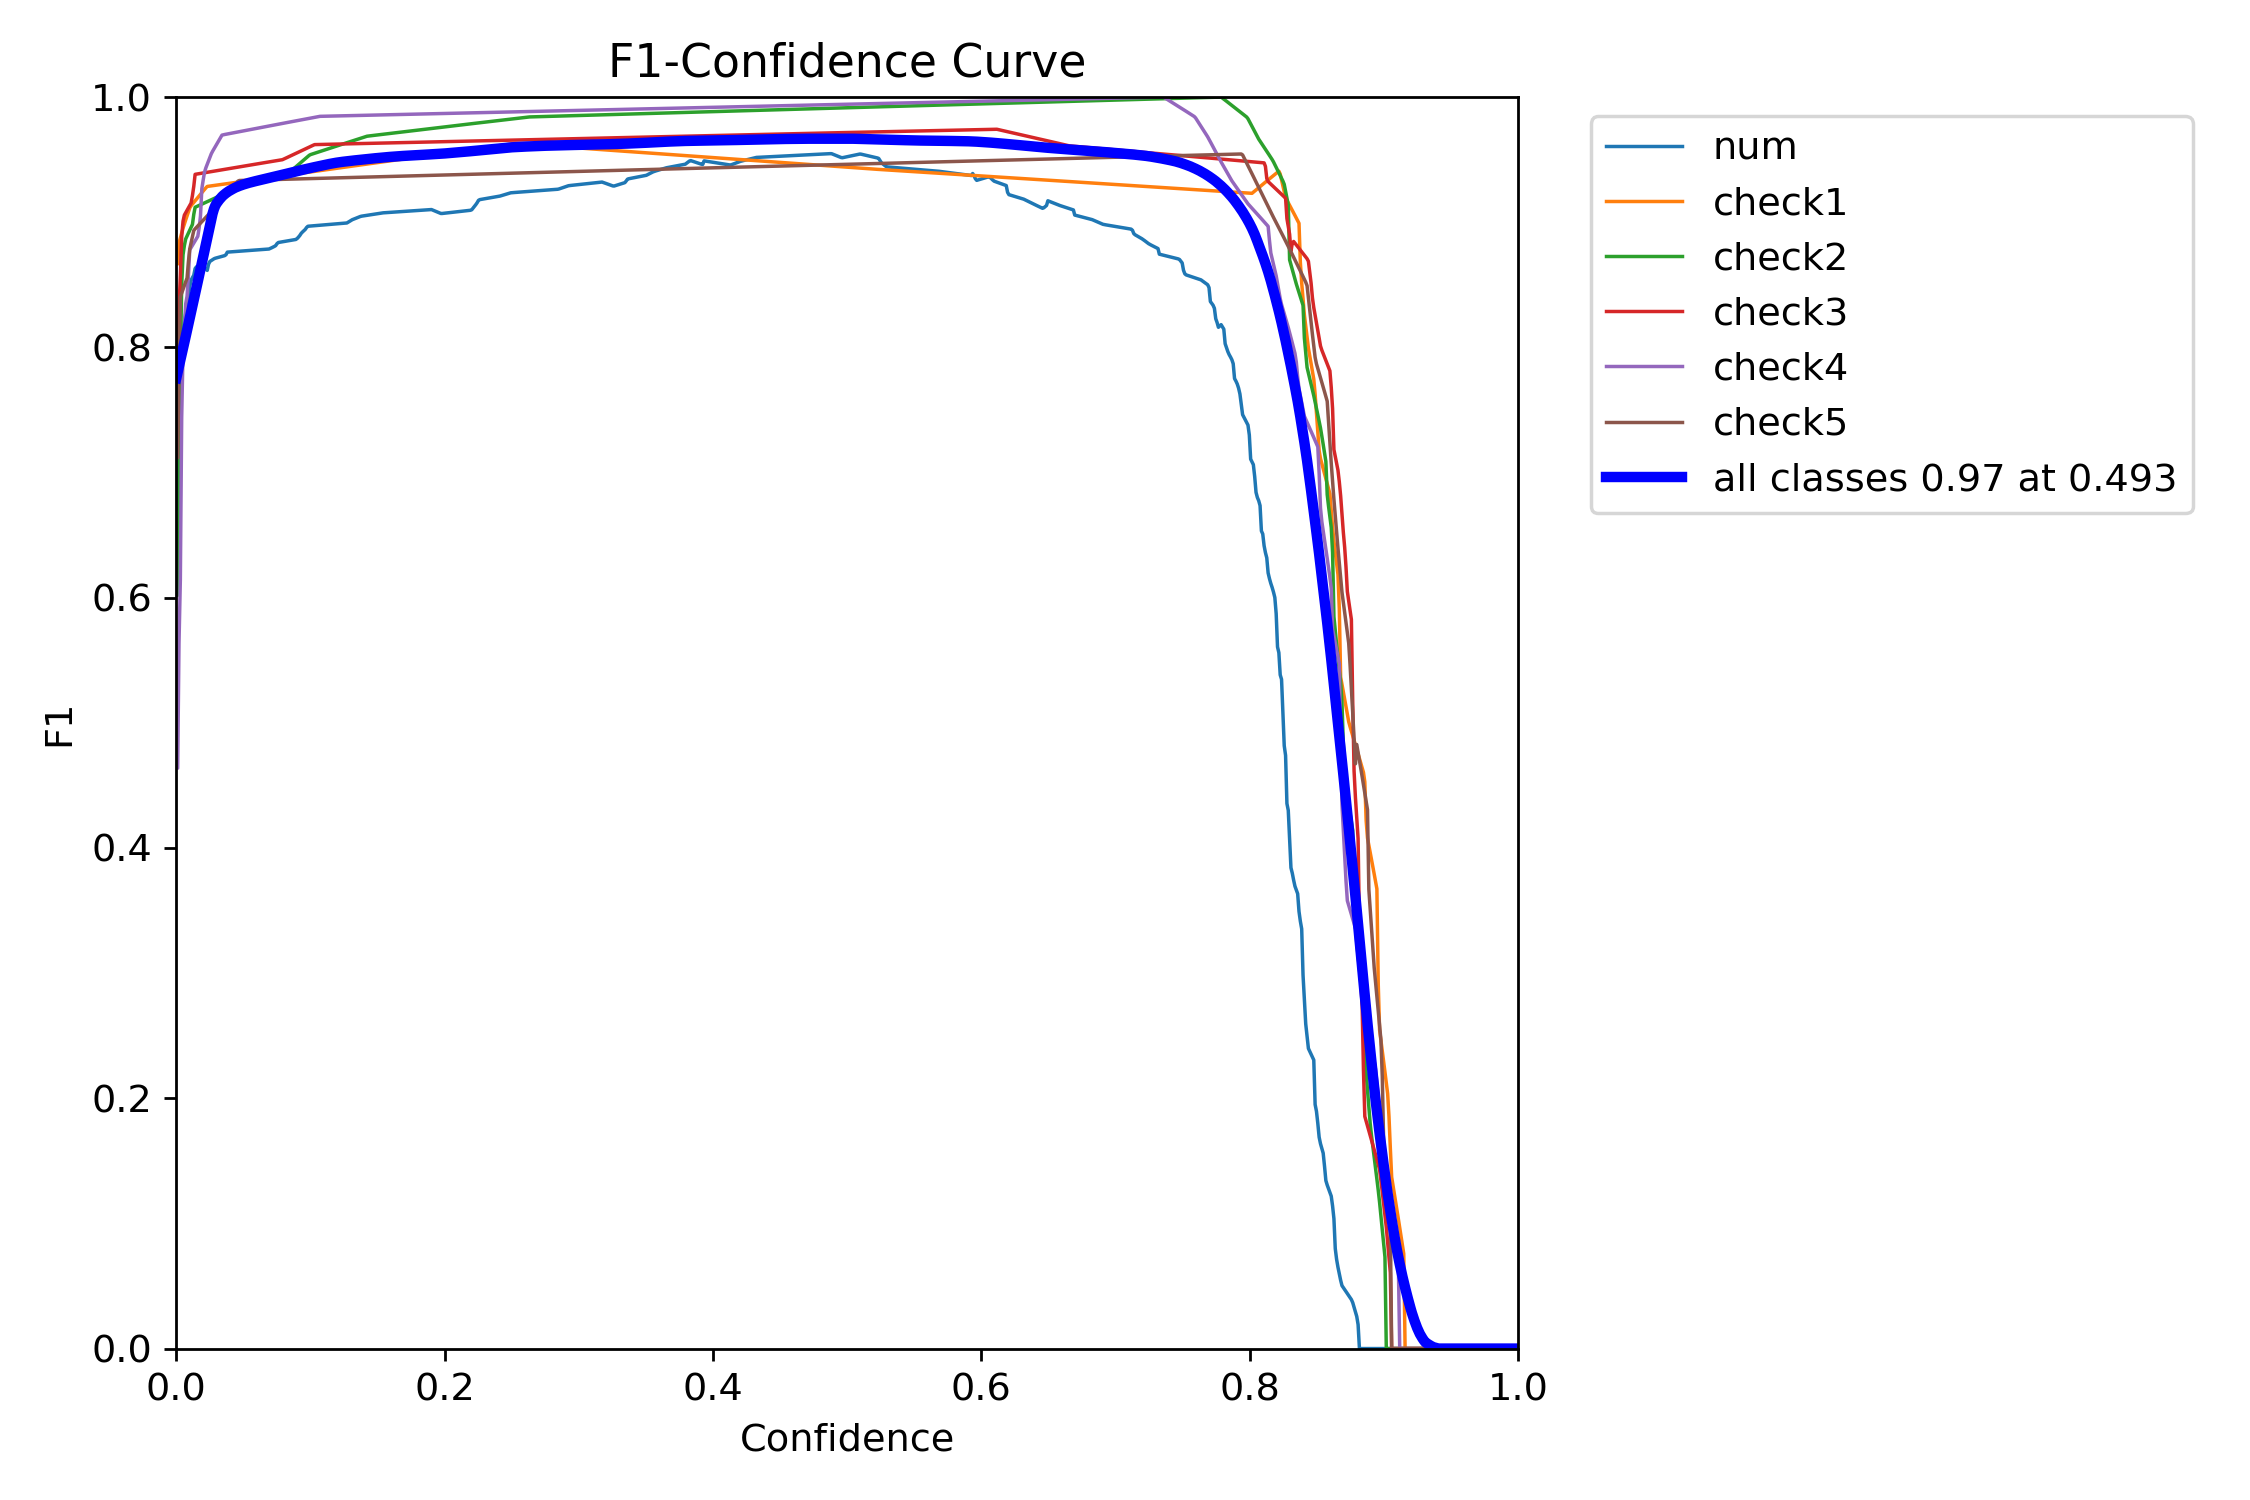 F1-Confidence Curve
1.0
0.8
0.6
0.4
0.2
0.0
F1
0.0 0.2 0.4 0.6 0.8 1.0
Confidence
num
check1
check2
check3
check4
check5
all classes 0.97 at 0.493